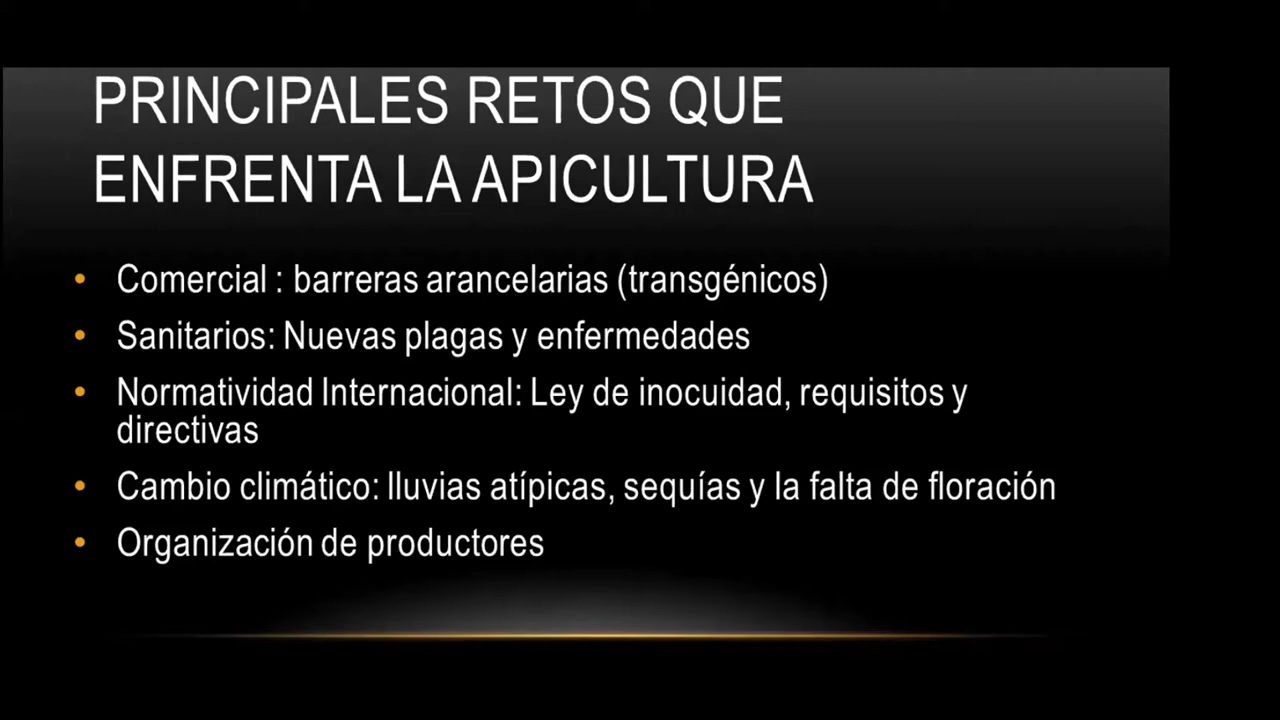 PRINCIPALES RETOS QUE
ENFRENTA LA APICULTURA
• Comercial : barreras arancelarias (transgénicos)
• Sanitarios: Nuevas plagas y enfermedades
• Normatividad Internacional: Ley de inocuidad, requisitos y
directivas
• Cambio climático: lluvias atípicas, sequías y la falta de floración
• Organización de productores